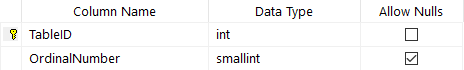 Column Name Data Type Allow Nulls
TableID int
OrdinalNumber smallint